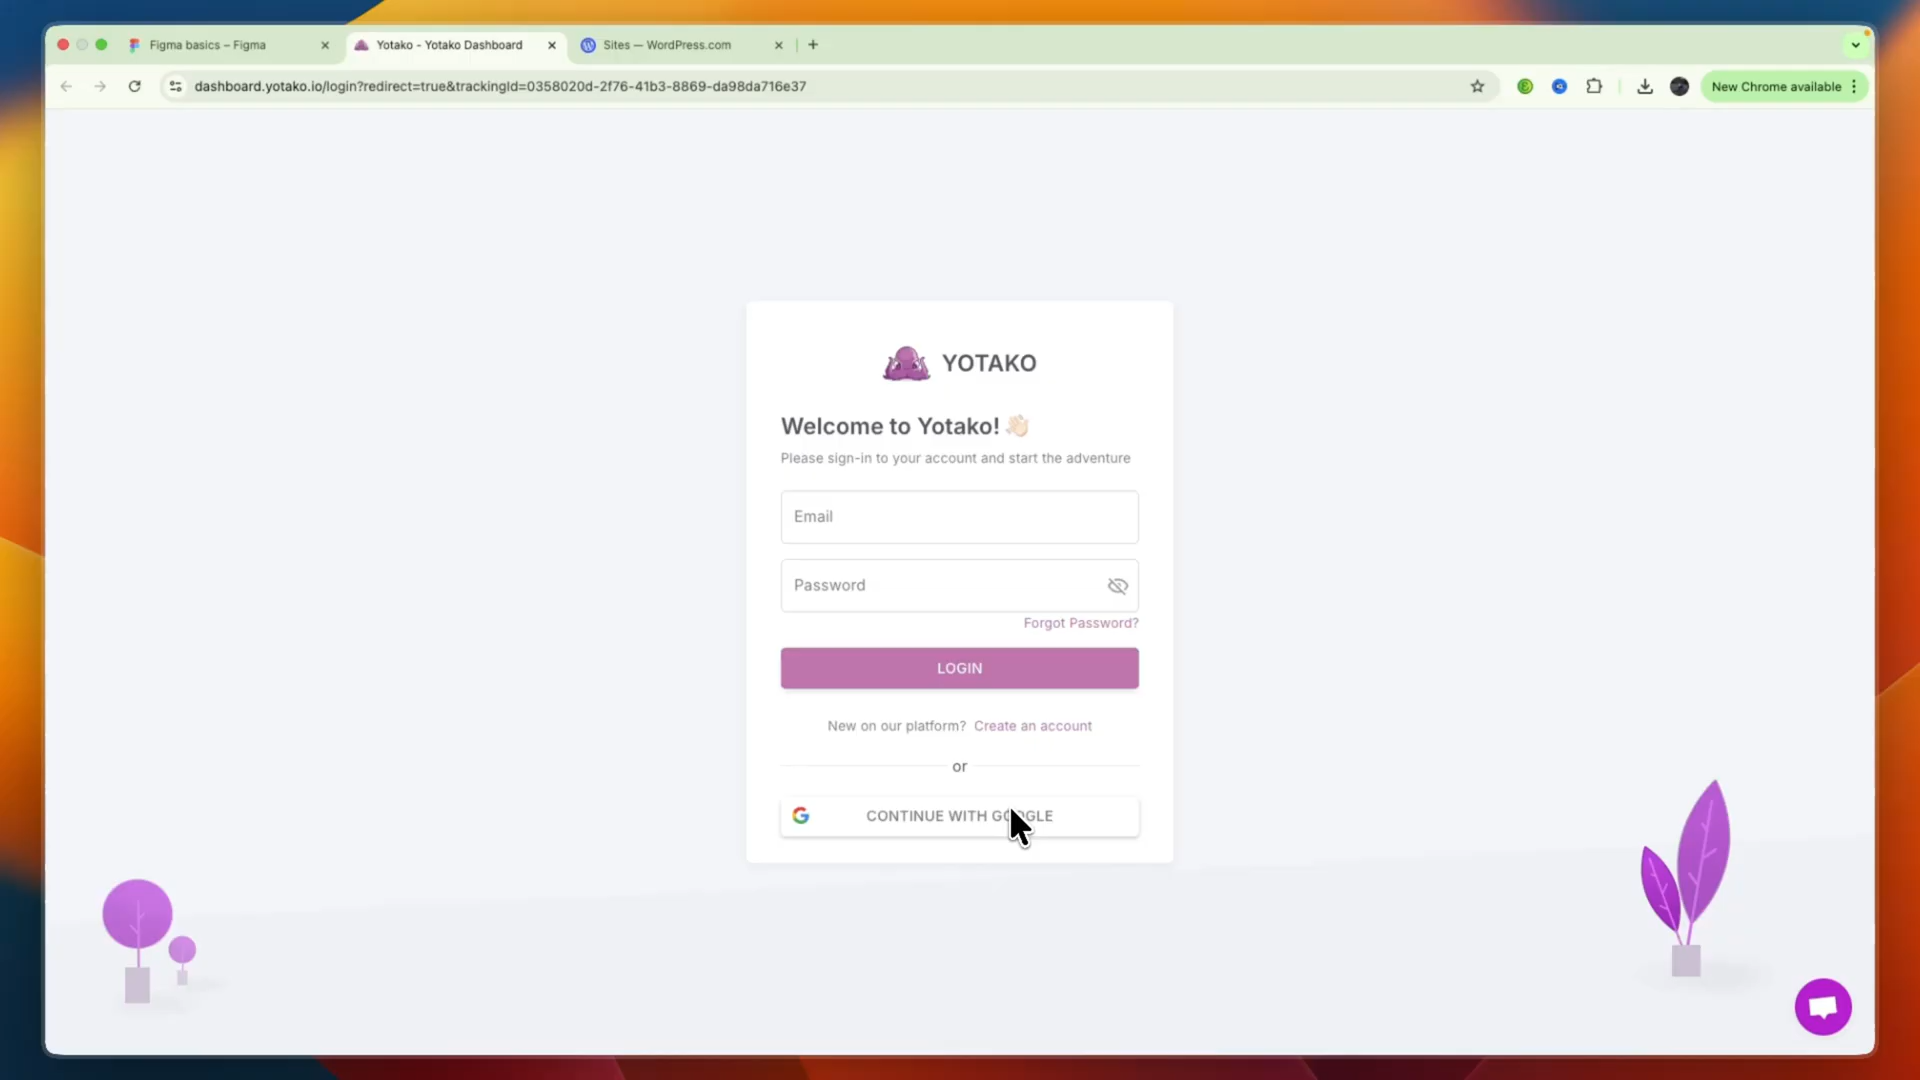 Figma basics – Figma
Yotako - Yotako Dashboard
Sites — WordPress.com
dashboard.yotako.io/login?redirect=true&trackingId=0358020d-2f76-41b3-8869-da98da716e37
New Chrome available
YOTAKO
Welcome to Yotako! 👋🏻
Please sign-in to your account and start the adventure
Email
Password
Forgot Password?
LOGIN
New on our platform? Create an account
or
CONTINUE WITH GOOGLE